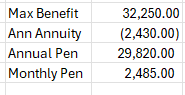 Max Benefit 32,250.00
Ann Annuity (2,430.00)
Annual Pen 29,820.00
Monthly Pen 2,485.00